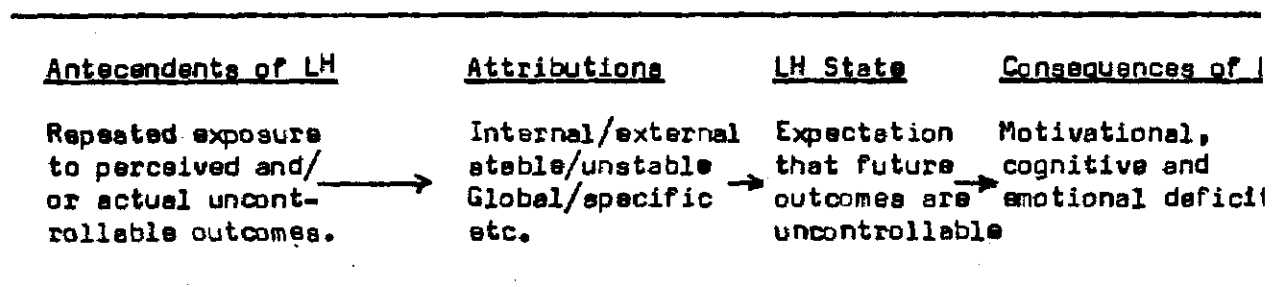 Antecendents of LH Attributions LH State Consequences of L
Repeated exposure Internal/external Expectation Motivational,
to perceived and/ stable/unstable that future cognitive and
or actual uncont- Global/specific outcomes are emotional deficit
rollable outcomes. etc. uncontrollable